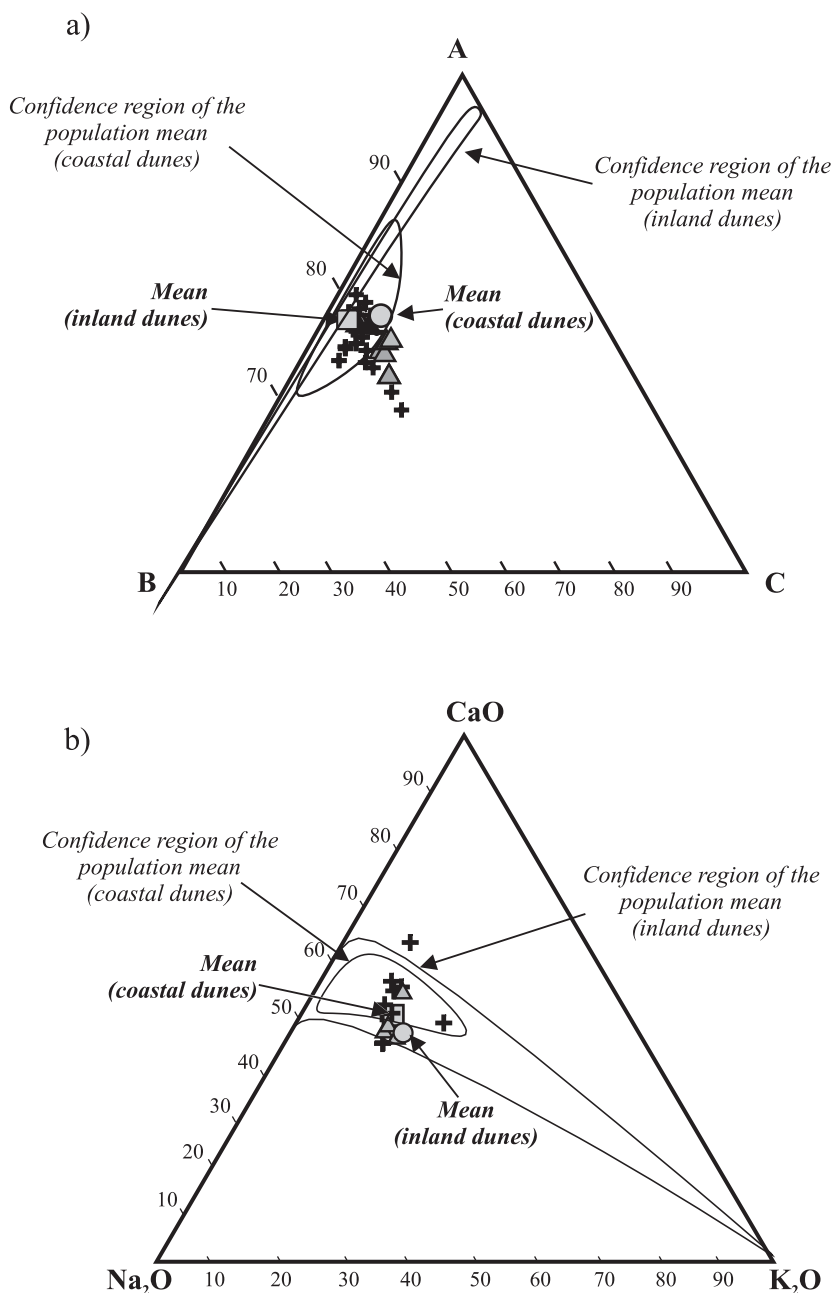 a)
A
Confidence region of the
population mean
(coastal dunes)
90
Confidence region of the
population mean
(inland dunes)
80
Mean
(inland dunes)
Mean
(coastal dunes)
70
B
10 20 30 40 50 60 70 80 90
C
b)
CaO
90
Confidence region of the
population mean
(coastal dunes)
80
Confidence region of the
population mean
(inland dunes)
70
60
Mean
(coastal dunes)
50
40
Mean
(inland dunes)
30
20
10
Na₂O
10 20 30 40 50 60 70 80 90
K₂O